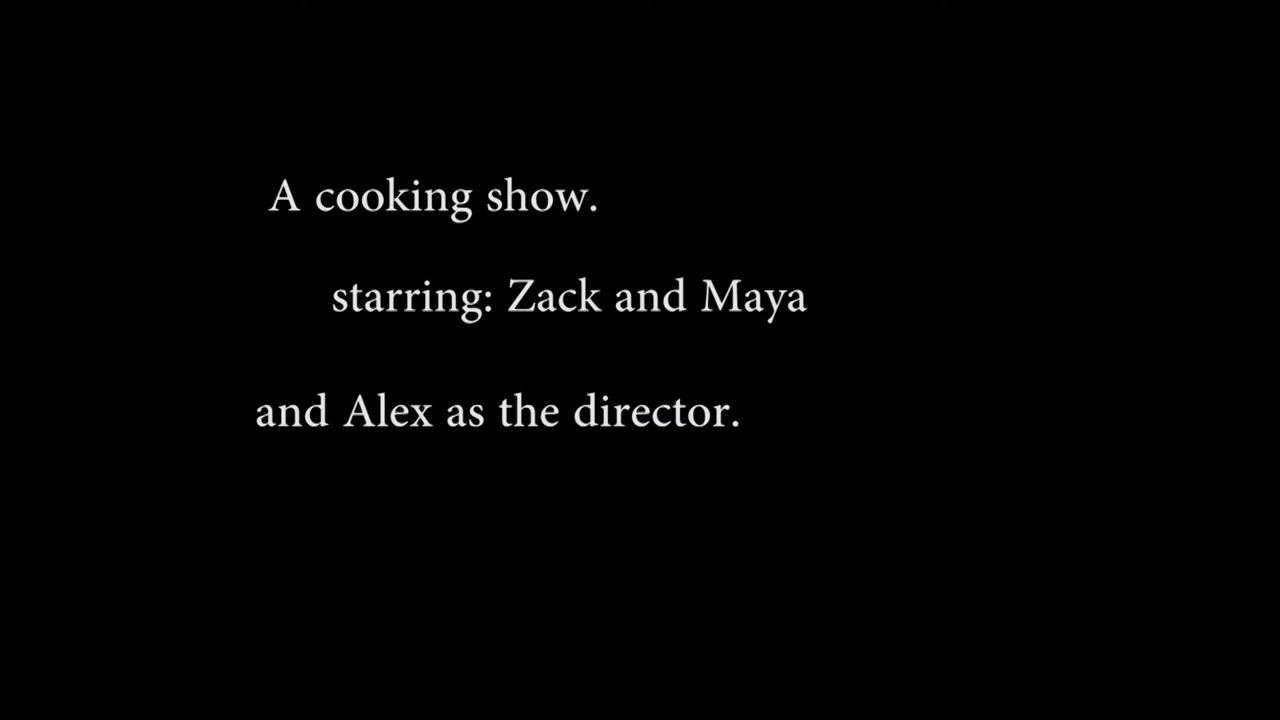 A cooking show.
starring: Zack and Maya
and Alex as the director.